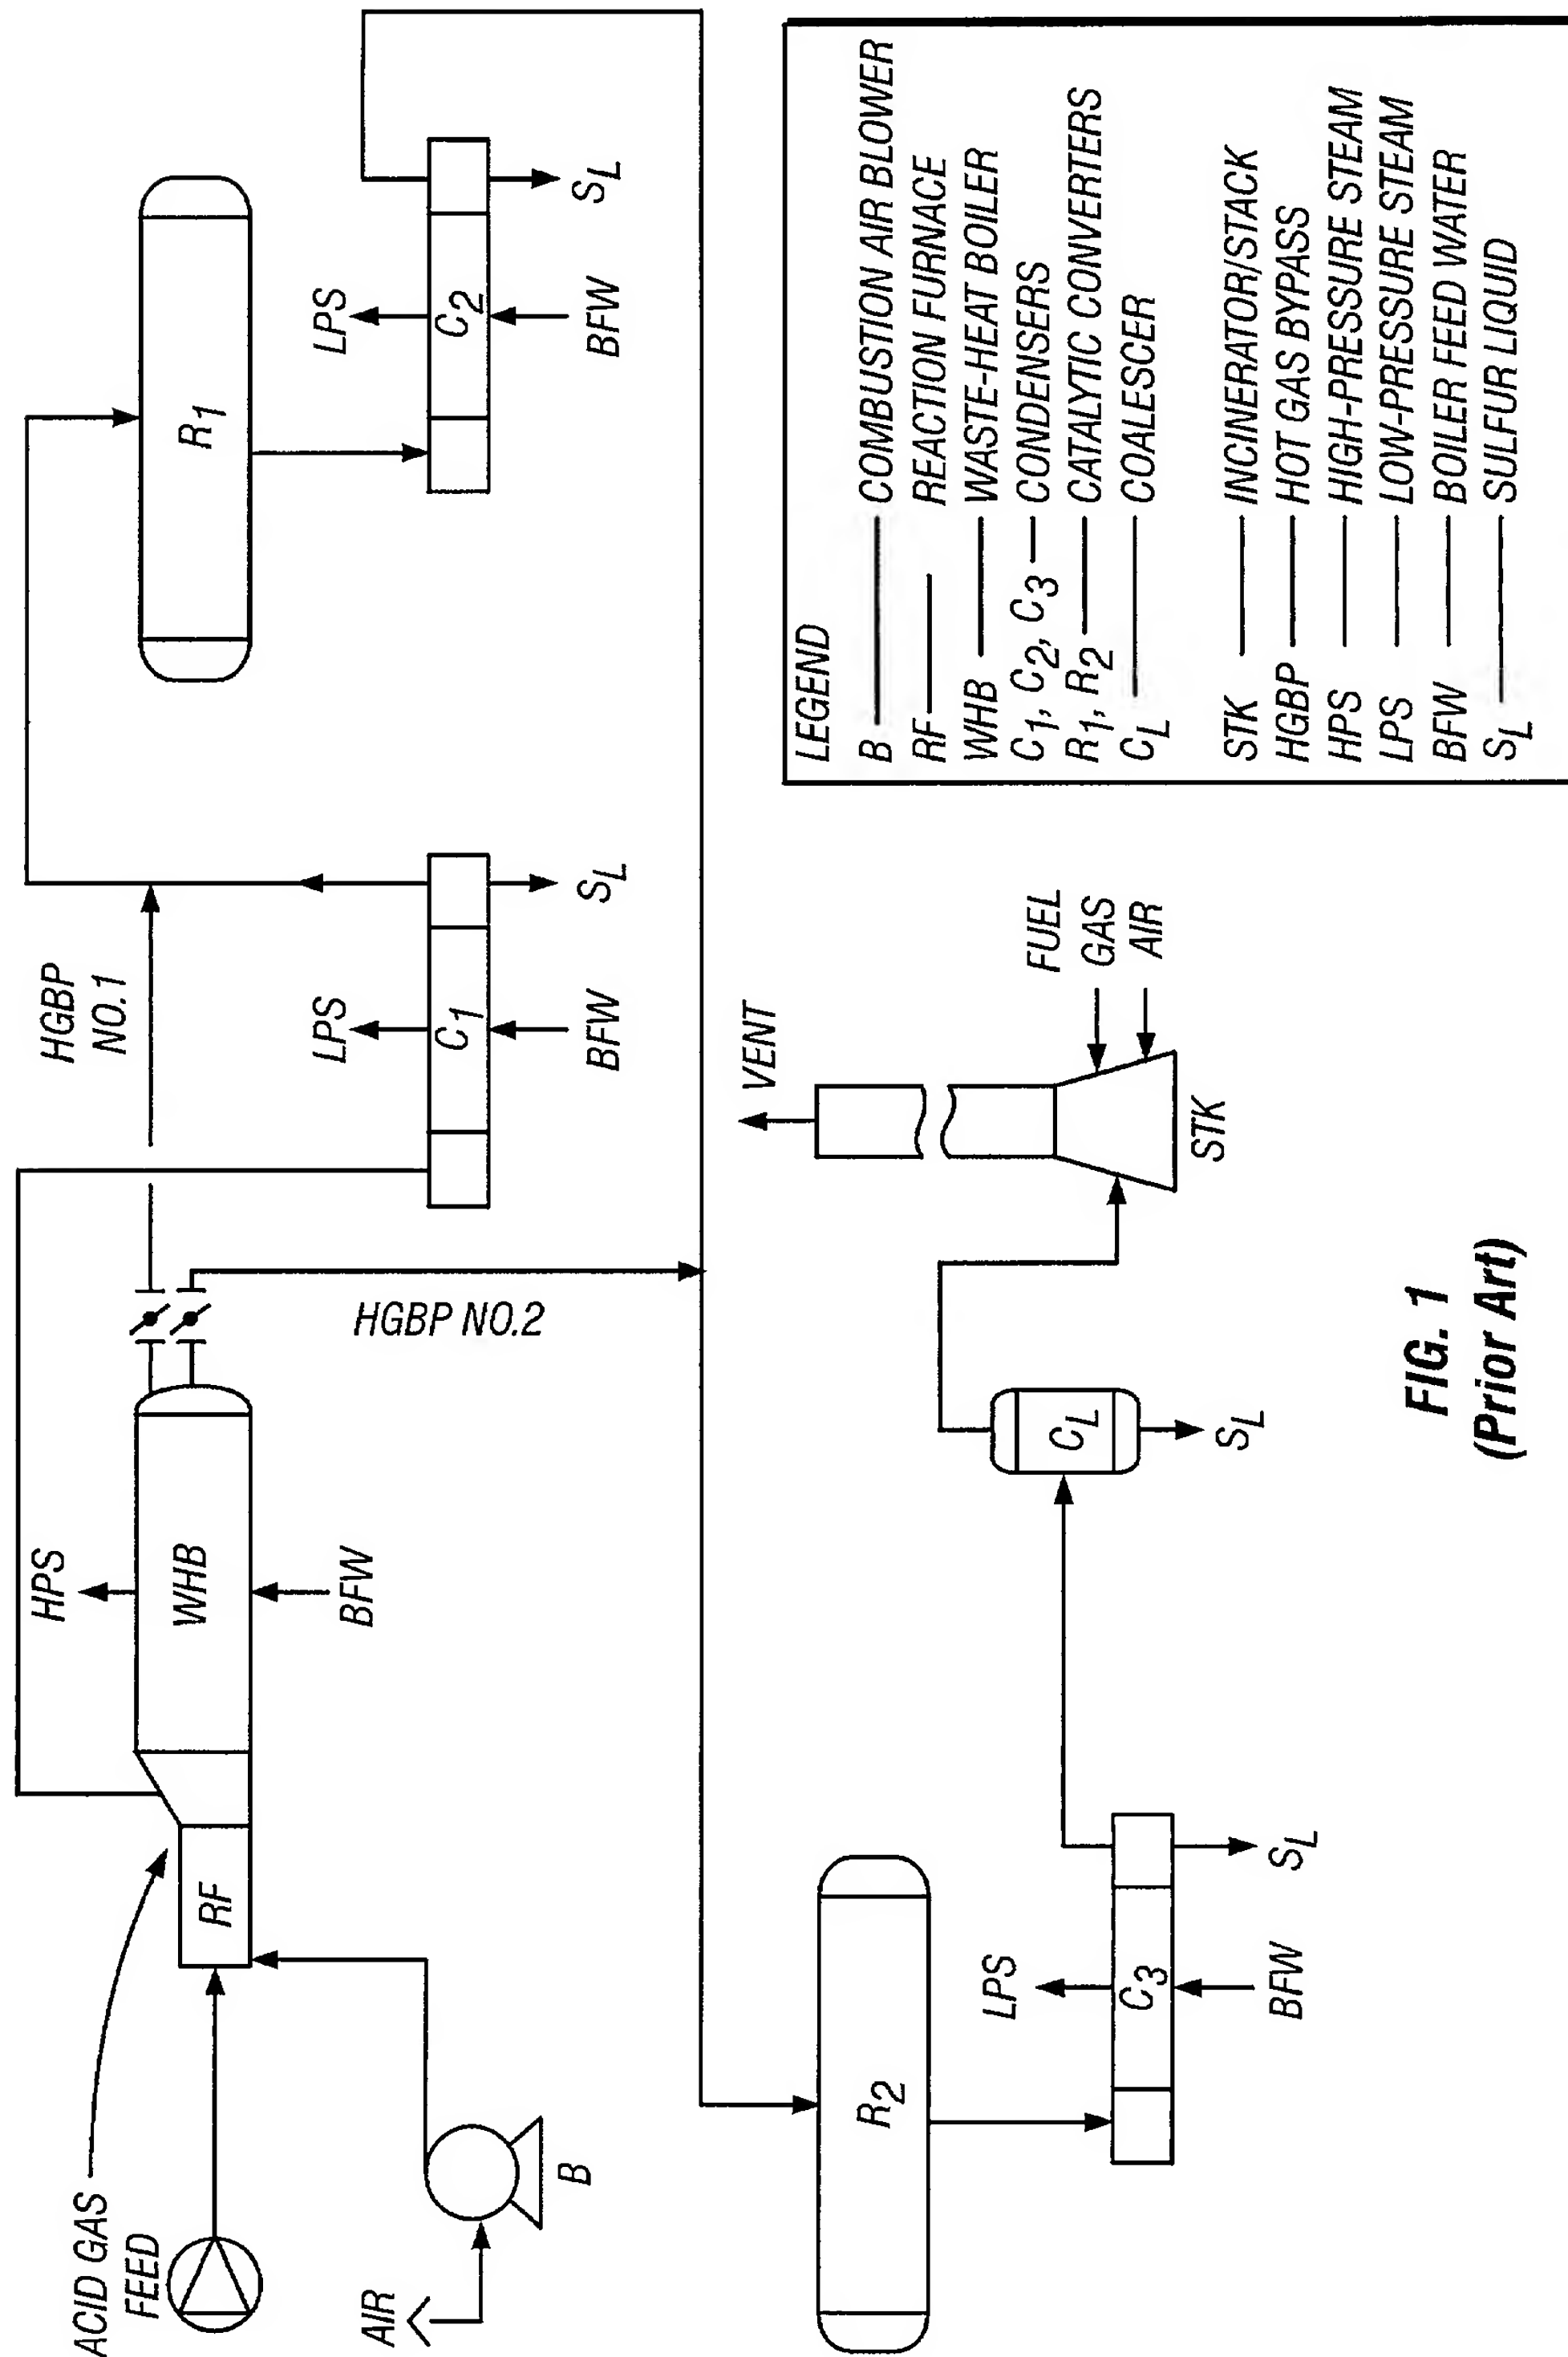 ACID GAS
FEED
RF
HPS
WHB
BFW
AIR
B
HGBP
NO.1
HGBP NO.2
LPS
C1
BFW
SL
R1
LPS
C2
BFW
SL
R2
LPS
C3
BFW
SL
CL
SL
VENT
FUEL
GAS
AIR
STK
LEGEND
B COMBUSTION AIR BLOWER
RF REACTION FURNACE
WHB WASTE-HEAT BOILER
C1, C2, C3 CONDENSERS
R1, R2 CATALYTIC CONVERTERS
CL COALESCER
STK INCINERATOR/STACK
HGBP HOT GAS BYPASS
HPS HIGH-PRESSURE STEAM
LPS LOW-PRESSURE STEAM
BFW BOILER FEED WATER
SL SULFUR LIQUID
FIG. 1
(Prior Art)